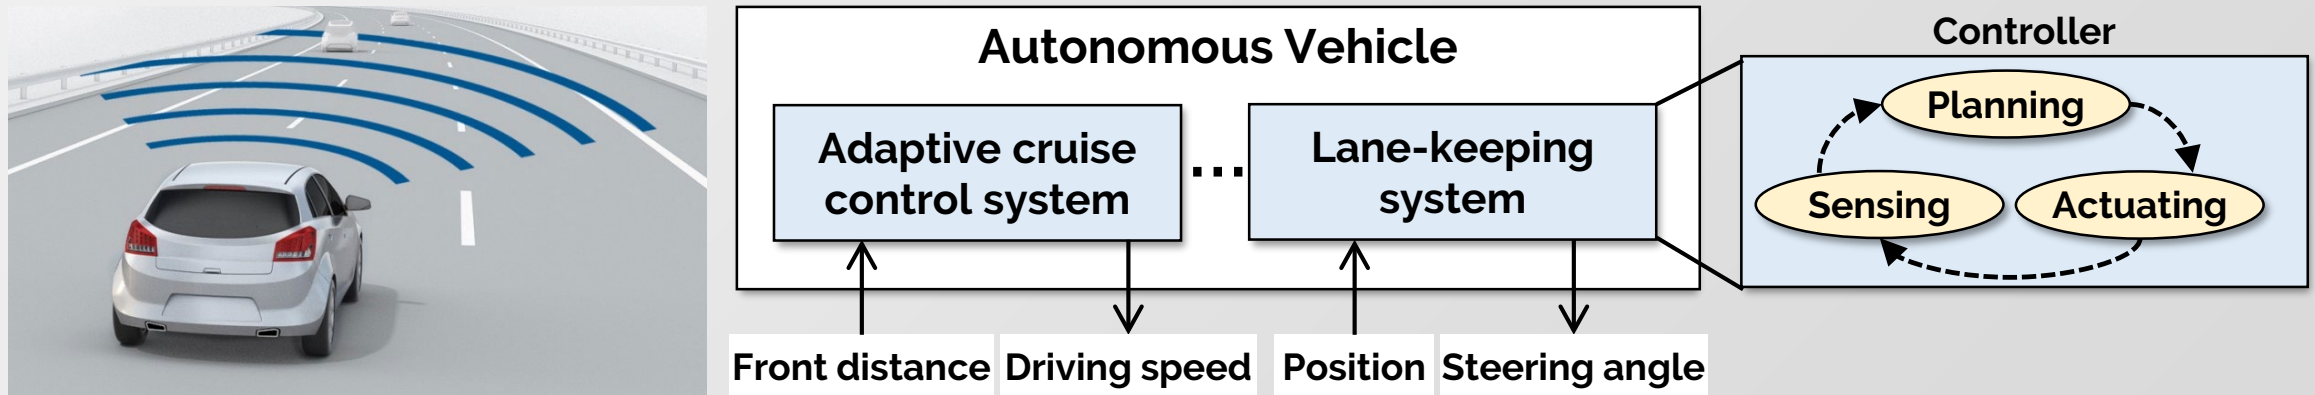 Autonomous Vehicle
Adaptive cruise
control system
...
Lane-keeping
system
Front distance
Driving speed
Position
Steering angle
Controller
Planning
Sensing
Actuating